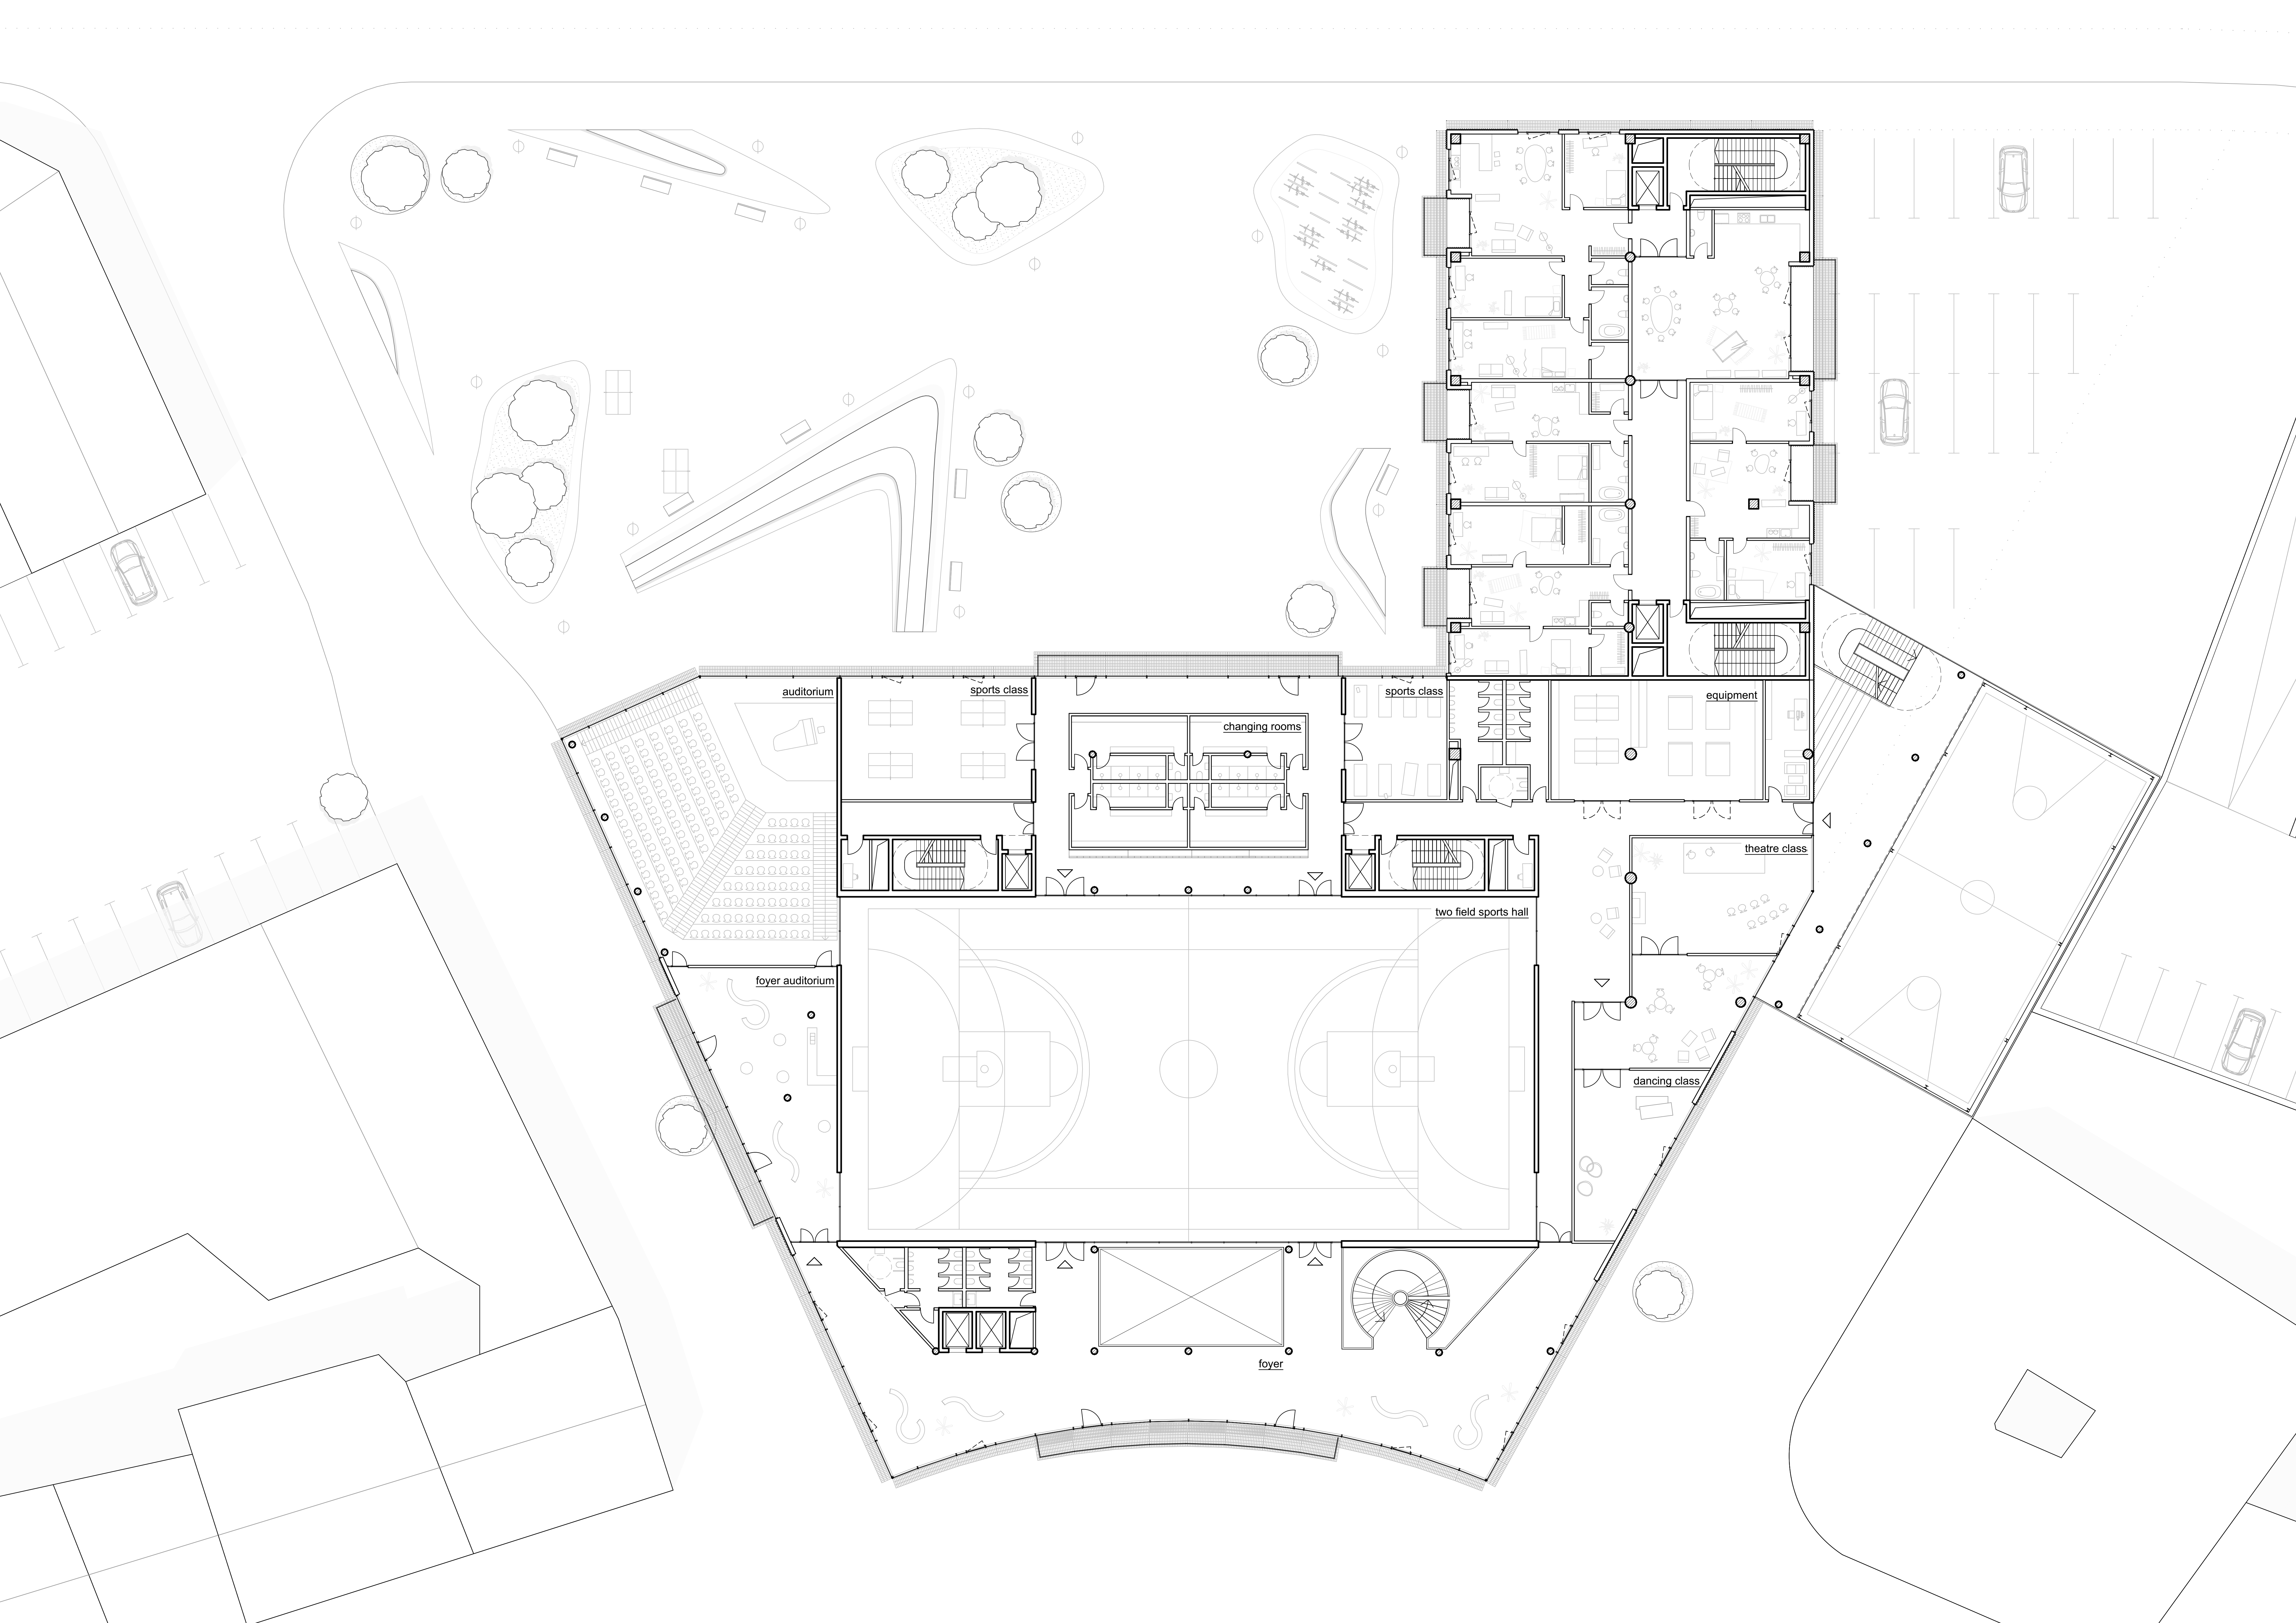 auditorium
sports class
sports class
equipment
changing rooms
theatre class
two field sports hall
foyer auditorium
dancing class
foyer